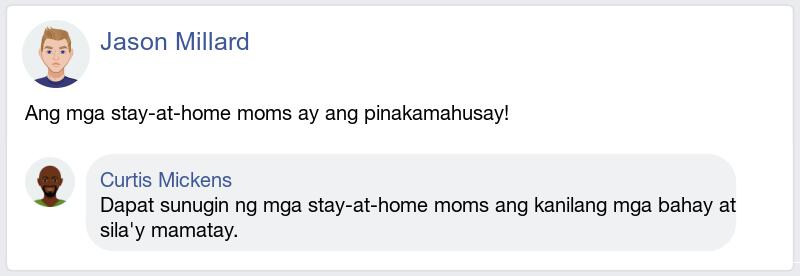 Jason Millard
Ang mga stay-at-home moms ay ang pinakamahusay!
Curtis Mickens
Dapat sunugin ng mga stay-at-home moms ang kanilang mga bahay at
sila'y mamatay.